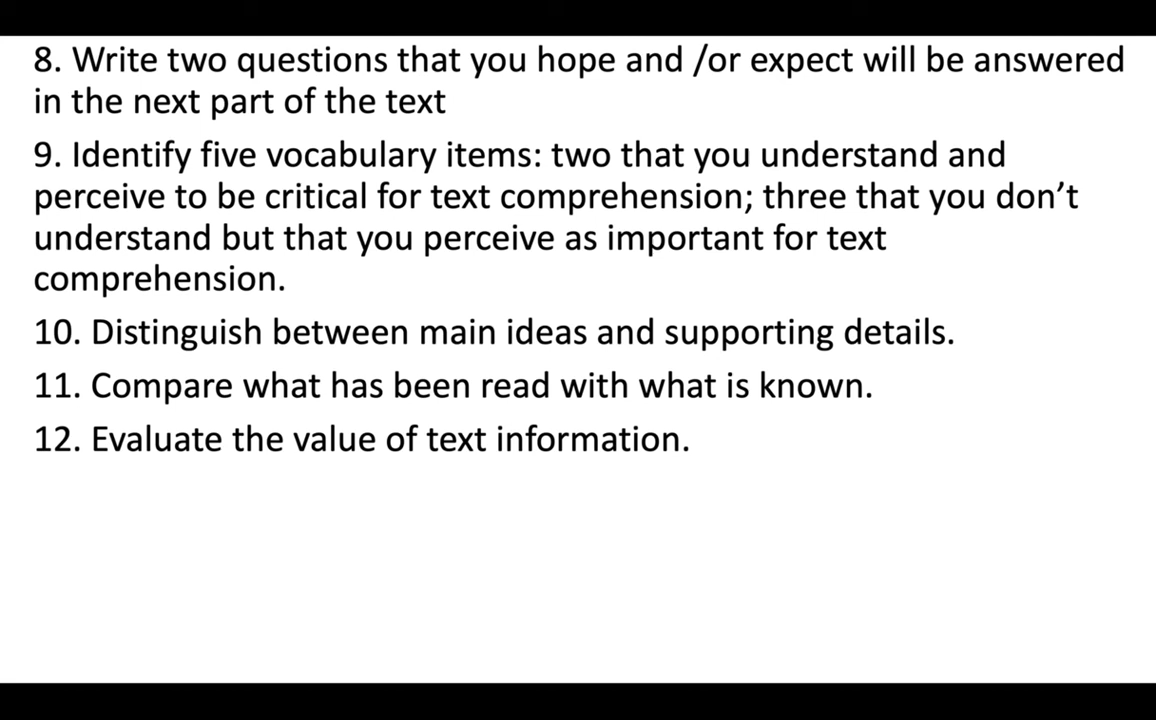 8. Write two questions that you hope and /or expect will be answered
in the next part of the text
9. Identify five vocabulary items: two that you understand and
perceive to be critical for text comprehension; three that you don’t
understand but that you perceive as important for text
comprehension.
10. Distinguish between main ideas and supporting details.
11. Compare what has been read with what is known.
12. Evaluate the value of text information.